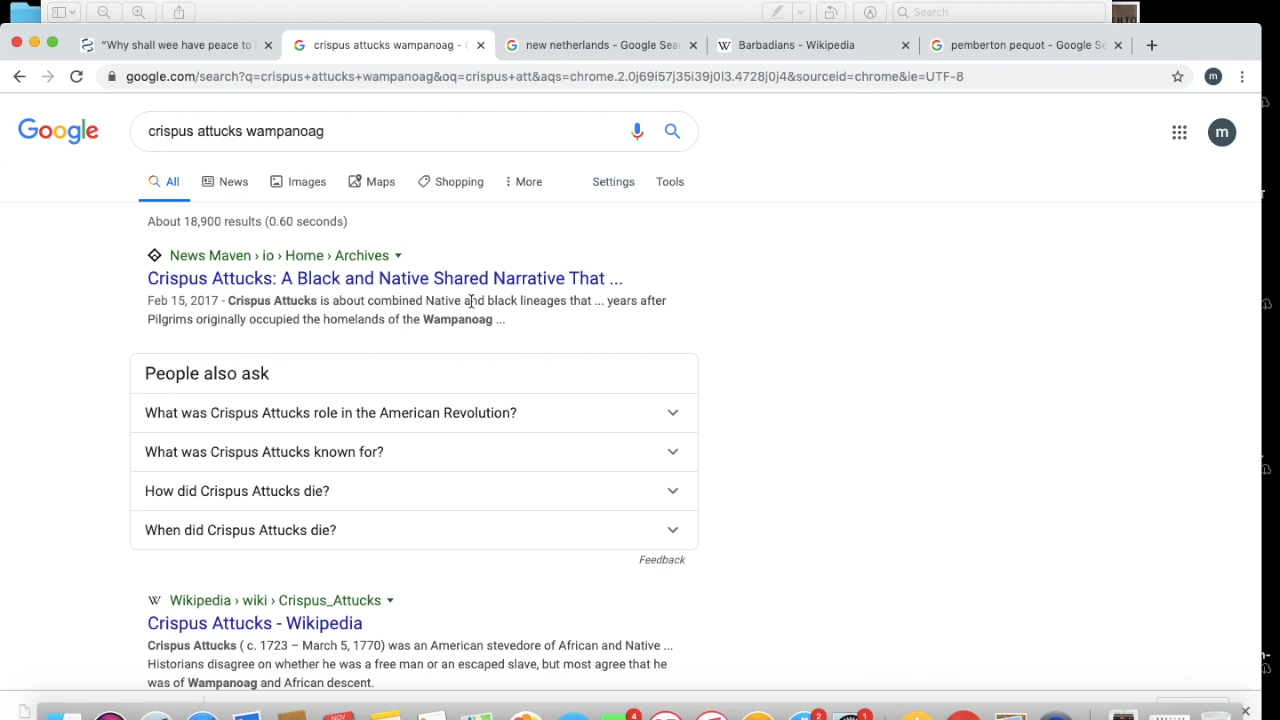 Search
"Why shall wee have peace to
crispus attucks wampanoag -
new netherlands - Google Sear
Barbadians - Wikipedia
pemberton pequot - Google Se
google.com/search?q=crispus+attucks+wampanoag&oq=crispus+att&aqs=chrome.2.0j69i57j35i39j0l3.4728j0j4&sourceid=chrome&ie=UTF-8
m
Google
crispus attucks wampanoag
m
All News Images Maps Shopping More Settings Tools
About 18,900 results (0.60 seconds)
News Maven › io › Home › Archives
Crispus Attucks: A Black and Native Shared Narrative That ...
Feb 15, 2017 - Crispus Attucks is about combined Native and black lineages that ... years after
Pilgrims originally occupied the homelands of the Wampanoag ...
People also ask
What was Crispus Attucks role in the American Revolution?
What was Crispus Attucks known for?
How did Crispus Attucks die?
When did Crispus Attucks die?
Feedback
W Wikipedia › wiki › Crispus_Attucks
Crispus Attucks - Wikipedia
Crispus Attucks ( c. 1723 – March 5, 1770) was an American stevedore of African and Native ...
Historians disagree on whether he was a free man or an escaped slave, but most agree that he
was of Wampanoag and African descent.
NOV
4
2
1